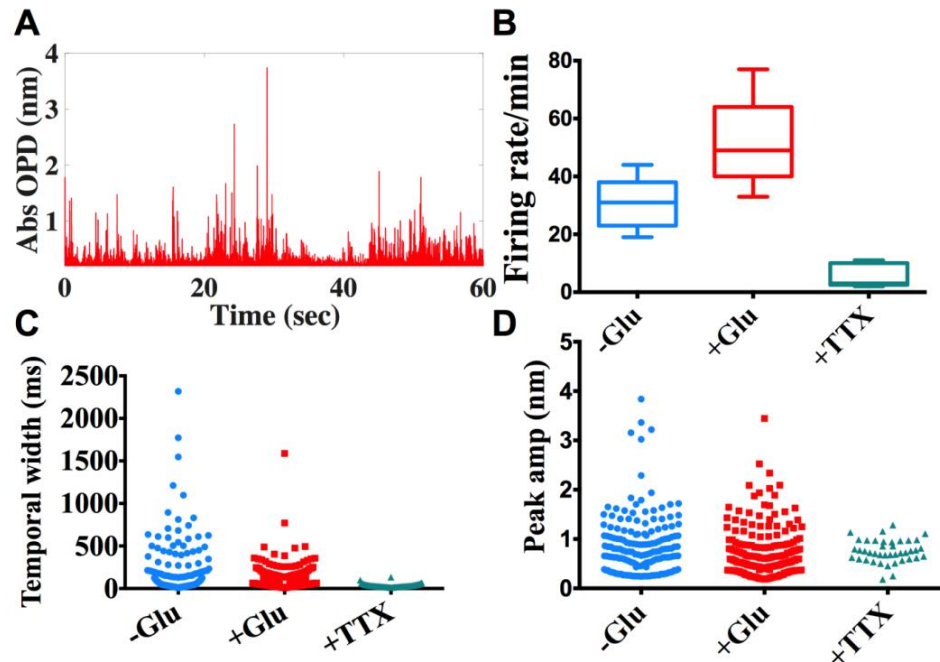 A
Abs OPD (nm)
4
3
2
1
0
20
40
60
Time (sec)
B
Firing rate/min
80
60
40
20
0
-Glu
+Glu
+TTX
C
Temporal width (ms)
2500
2000
1500
1000
500
0
-Glu
+Glu
+TTX
D
Peak amp (nm)
5
4
3
2
1
0
-Glu
+Glu
+TTX